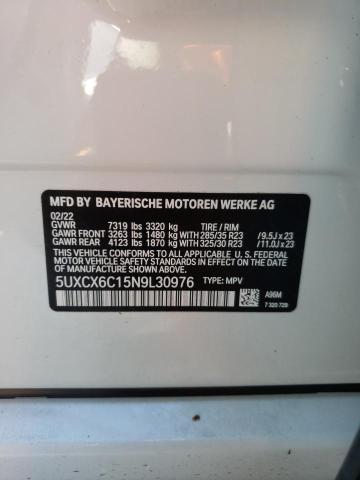 MFD BY BAYERISCHE MOTOREN WERKE AG
02/22
GVWR 7319 lbs 3320 kg TIRE / RIM
GAWR FRONT 3263 lbs 1480 kg WITH 285/35 R23 / 9.5J x 23
GAWR REAR 4123 lbs 1870 kg WITH 325/30 R23 / 11.0J x 23
THIS VEHICLE CONFORMS TO ALL APPLICABLE U.S. FEDERAL
MOTOR VEHICLE SAFETY STANDARDS IN EFFECT ON THE
DATE OF MANUFACTURE SHOWN ABOVE.
5UXCX6C15N9L30976 TYPE: MPV
A96M
7 320 729